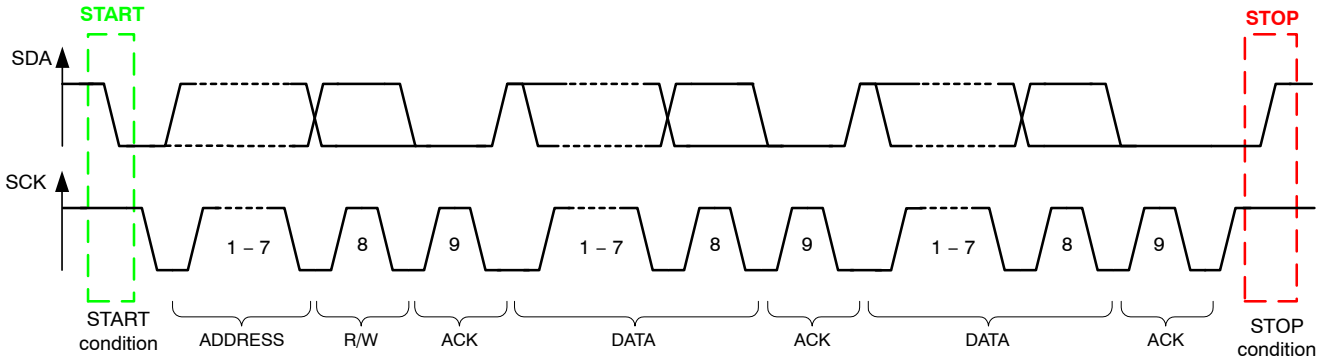 START
STOP
SDA
SCK
1 – 7
8
9
1 – 7
8
9
1 – 7
8
9
START
condition
ADDRESS
R/W
ACK
DATA
ACK
DATA
ACK
STOP
condition